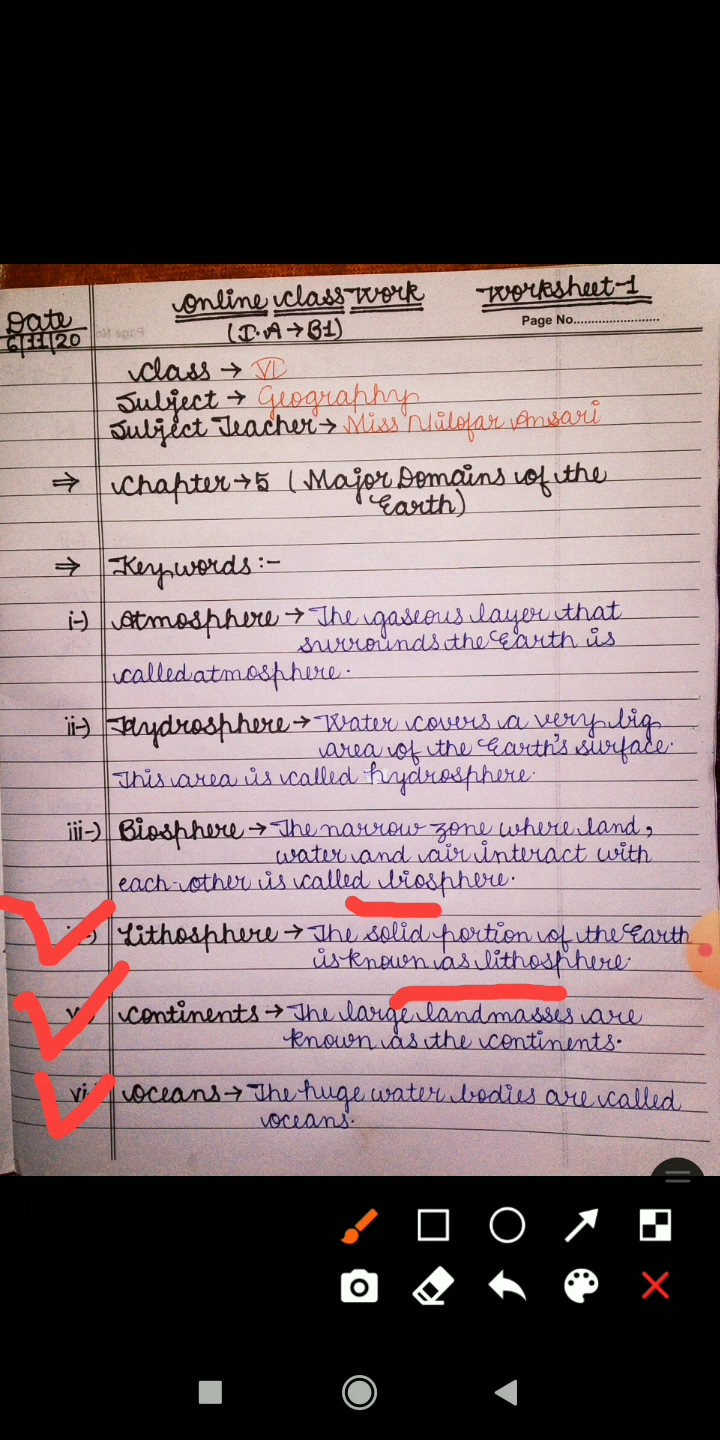 Online Class Work
Worksheet-1
Date
6/11/20
(I.A → B1)
Page No.
Class → VI
Subject → Geography
Subject Teacher → Miss Nilofar Ansari
⇒ Chapter → 5 (Major Domains of the
Earth)
⇒ Keywords :-
i-) Atmosphere → The gaseous layer that
surrounds the Earth is
called atmosphere.
ii-) Hydrosphere → Water covers a very big
area of the Earth's surface.
This area is called hydrosphere.
iii-) Biosphere → The narrow zone where land,
water and air interact with
each-other is called biosphere.
Lithosphere → The solid portion of the Earth
is known as lithosphere.
Continents → The large landmasses are
known as the continents.
vi Oceans → The huge water bodies are called
oceans.